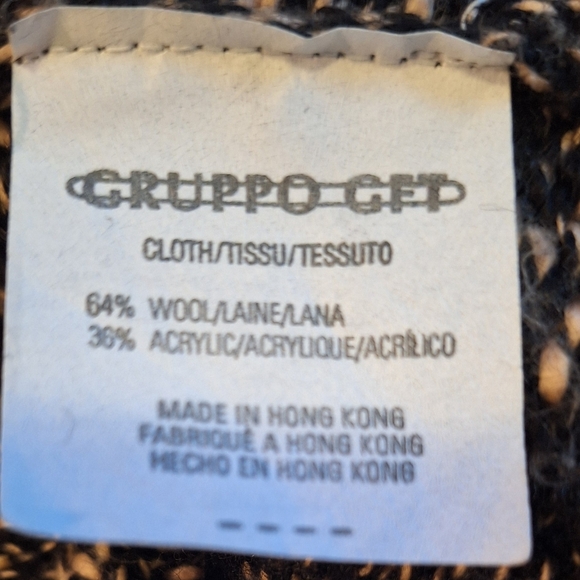 GRUPPO GFT
CLOTH/TISSU/TESSUTO
64% WOOL/LAINE/LANA
36% ACRYLIC/ACRYLIQUE/ACRÍLICO
MADE IN HONG KONG
FABRIQUÉ A HONG KONG
HECHO EN HONG KONG
– – – –